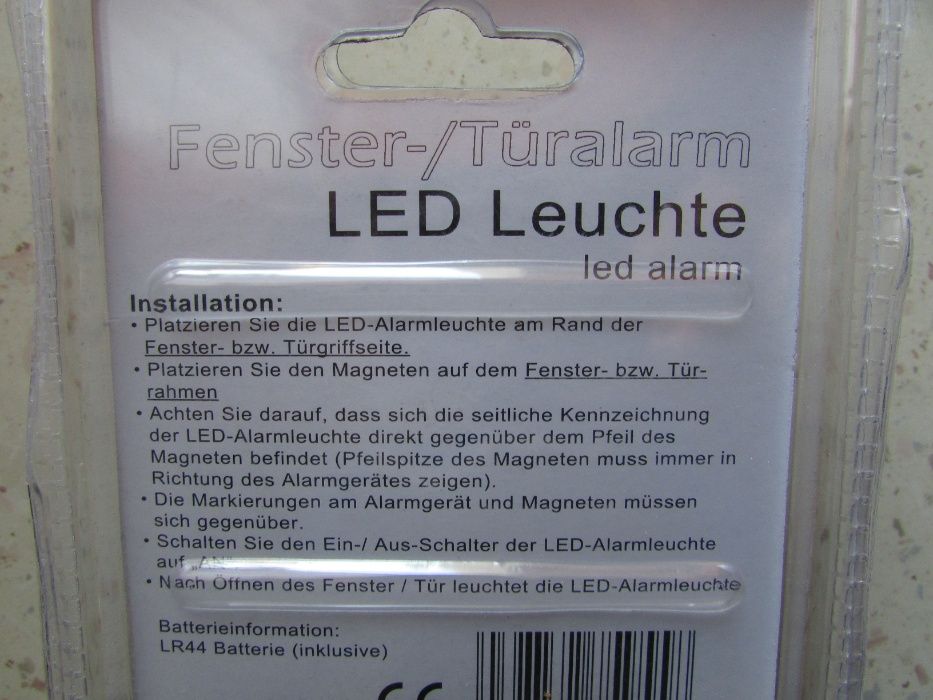 Fenster-/Türalarm
LED Leuchte
led alarm
Installation:
• Platzieren Sie die LED-Alarmleuchte am Rand der
Fenster- bzw. Türgriffseite.
• Platzieren Sie den Magneten auf dem Fenster- bzw. Tür-
rahmen
• Achten Sie darauf, dass sich die seitliche Kennzeichnung
der LED-Alarmleuchte direkt gegenüber dem Pfeil des
Magneten befindet (Pfeilspitze des Magneten muss immer in
Richtung des Alarmgerätes zeigen).
• Die Markierungen am Alarmgerät und Magneten müssen
sich gegenüber.
• Schalten Sie den Ein-/ Aus-Schalter der LED-Alarmleuchte
auf „AN“
• Nach Öffnen des Fenster / Tür leuchtet die LED-Alarmleuchte
Batterieinformation:
LR44 Batterie (inklusive)
CE